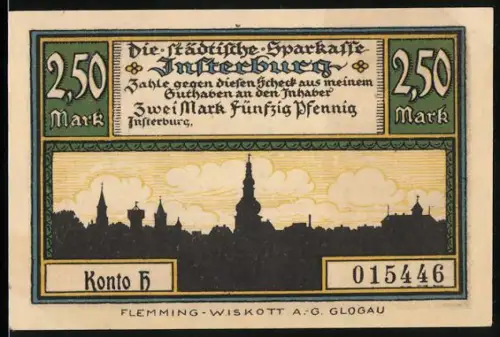 2,50 Mark
Die städtische Sparkasse
Insterburg
Zahle gegen diesen Scheck aus meinem
Guthaben an den Inhaber
Zwei Mark Fünfzig Pfennig
Insterburg,
2,50 Mark
Konto H
015446
FLEMMING-WISKOTT A.-G. GLOGAU